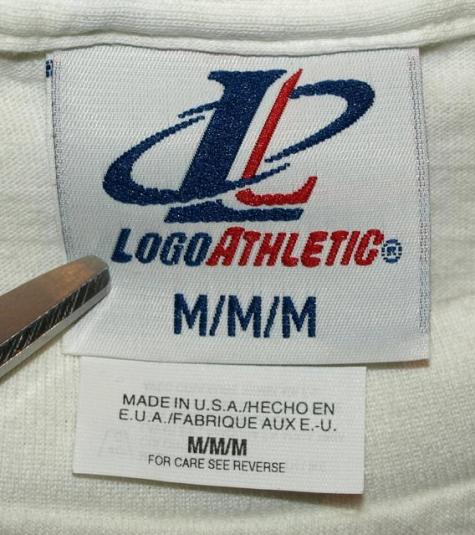 LOGOATHLETIC®
M/M/M
MADE IN U.S.A./HECHO EN
E.U.A./FABRIQUE AUX E.-U.
M/M/M
FOR CARE SEE REVERSE